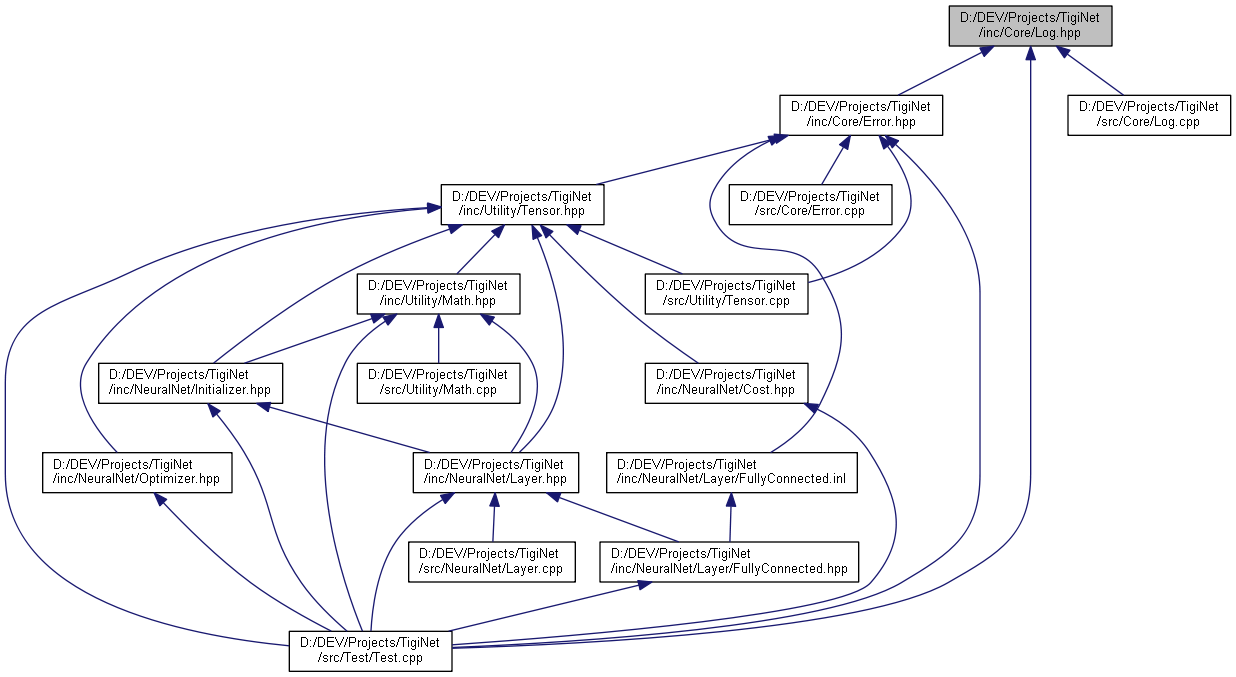 D:/DEV/Projects/TigiNet
/inc/Core/Log.hpp
D:/DEV/Projects/TigiNet
/inc/Core/Error.hpp
D:/DEV/Projects/TigiNet
/src/Core/Log.cpp
D:/DEV/Projects/TigiNet
/inc/Utility/Tensor.hpp
D:/DEV/Projects/TigiNet
/src/Core/Error.cpp
D:/DEV/Projects/TigiNet
/inc/Utility/Math.hpp
D:/DEV/Projects/TigiNet
/src/Utility/Tensor.cpp
D:/DEV/Projects/TigiNet
/inc/NeuralNet/Initializer.hpp
D:/DEV/Projects/TigiNet
/src/Utility/Math.cpp
D:/DEV/Projects/TigiNet
/inc/NeuralNet/Cost.hpp
D:/DEV/Projects/TigiNet
/inc/NeuralNet/Optimizer.hpp
D:/DEV/Projects/TigiNet
/inc/NeuralNet/Layer.hpp
D:/DEV/Projects/TigiNet
/inc/NeuralNet/Layer/FullyConnected.inl
D:/DEV/Projects/TigiNet
/src/NeuralNet/Layer.cpp
D:/DEV/Projects/TigiNet
/inc/NeuralNet/Layer/FullyConnected.hpp
D:/DEV/Projects/TigiNet
/src/Test/Test.cpp